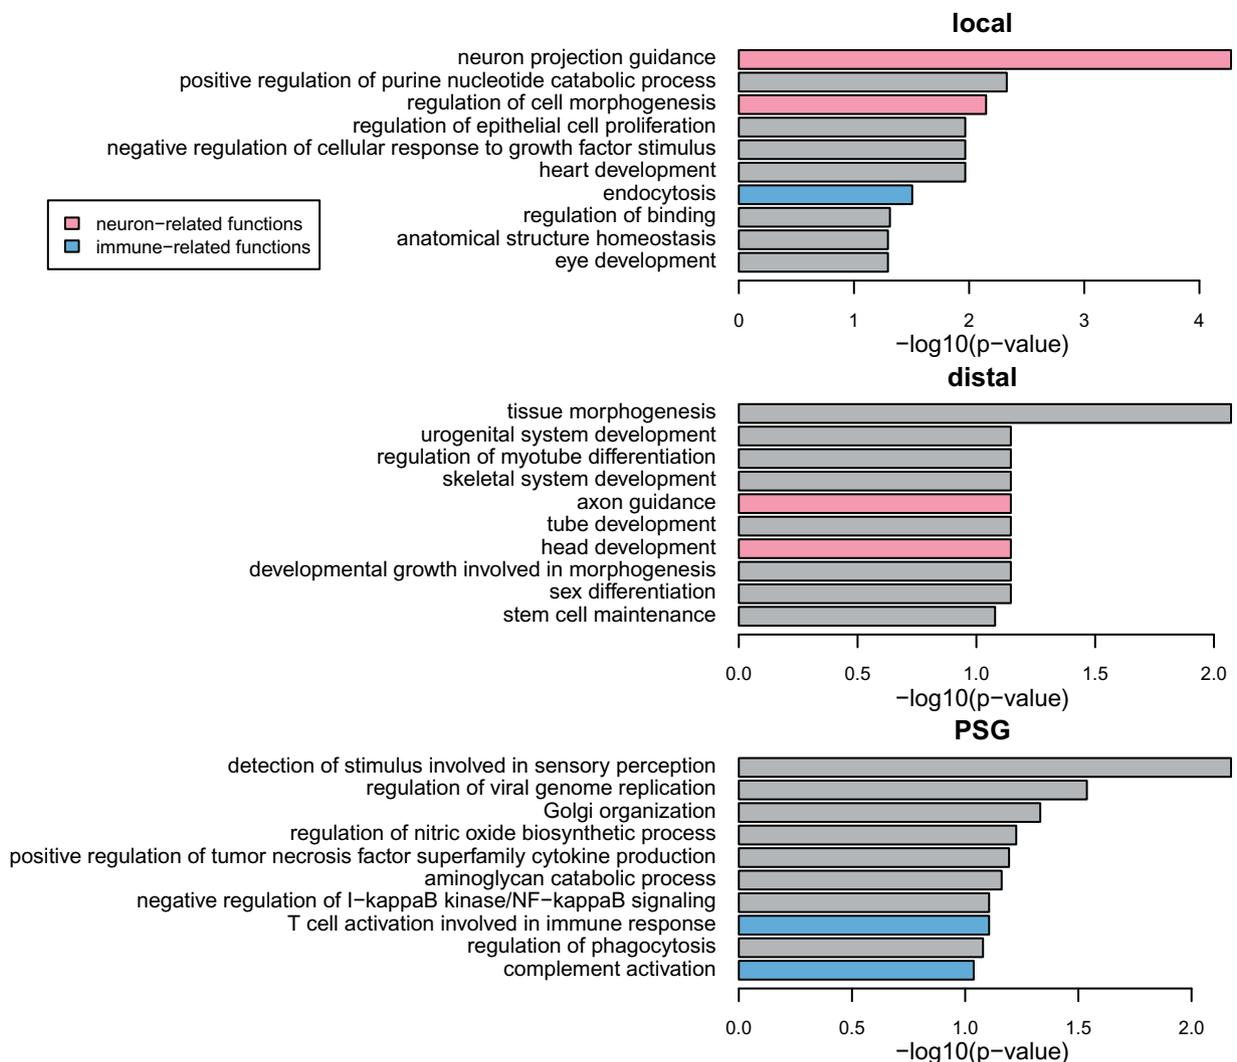 local
neuron projection guidance
positive regulation of purine nucleotide catabolic process
regulation of cell morphogenesis
regulation of epithelial cell proliferation
negative regulation of cellular response to growth factor stimulus
heart development
endocytosis
regulation of binding
anatomical structure homeostasis
eye development
neuron−related functions
immune−related functions
0 1 2 3 4
−log10(p−value)
distal
tissue morphogenesis
urogenital system development
regulation of myotube differentiation
skeletal system development
axon guidance
tube development
head development
developmental growth involved in morphogenesis
sex differentiation
stem cell maintenance
0.0 0.5 1.0 1.5 2.0
−log10(p−value)
PSG
detection of stimulus involved in sensory perception
regulation of viral genome replication
Golgi organization
regulation of nitric oxide biosynthetic process
positive regulation of tumor necrosis factor superfamily cytokine production
aminoglycan catabolic process
negative regulation of I−kappaB kinase/NF−kappaB signaling
T cell activation involved in immune response
regulation of phagocytosis
complement activation
0.0 0.5 1.0 1.5 2.0
−log10(p−value)